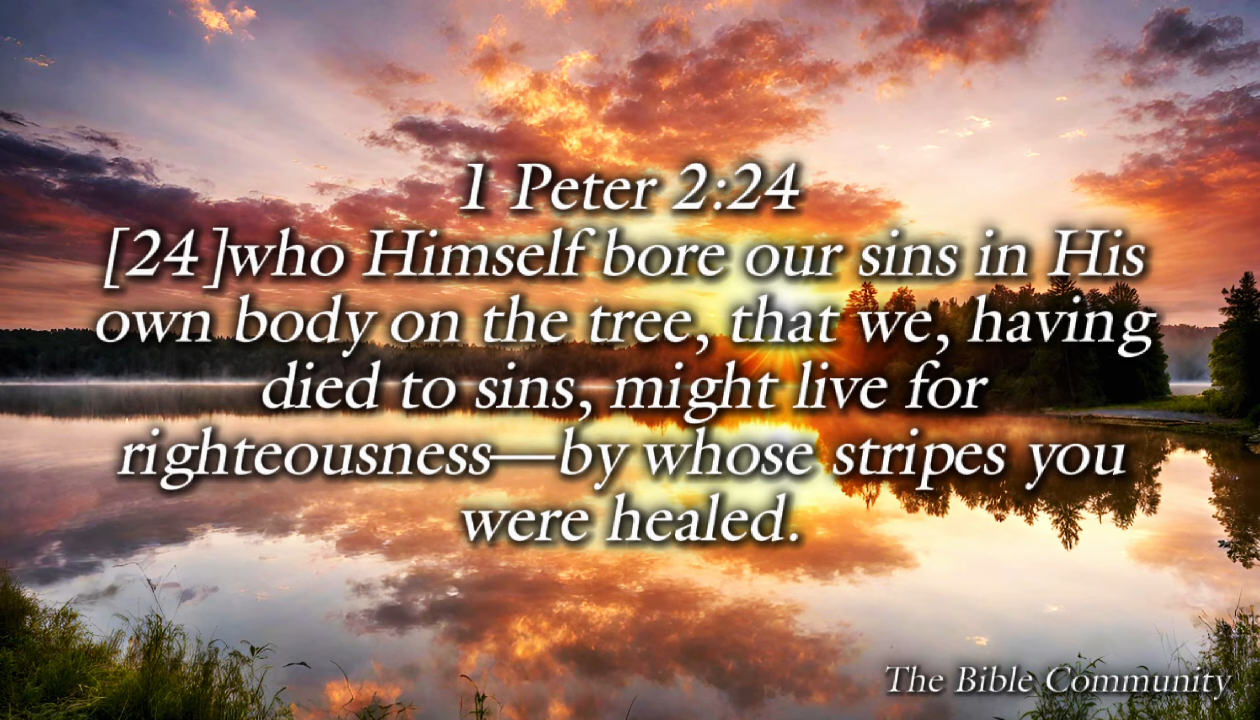 1 Peter 2:24
[24]who Himself bore our sins in His
own body on the tree, that we, having
died to sins, might live for
righteousness—by whose stripes you
were healed.
The Bible Community